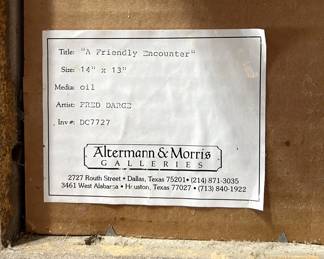 Title: "A Friendly Encounter"
Size: 14" x 13"
Media: oil
Artist: FRED DARGE
Inv #: DC7727
Altermann & Morris
GALLERIES
2727 Routh Street • Dallas, Texas 75201 • (214) 871-3035
3461 West Alabama • Houston, Texas 77027 • (713) 840-1922